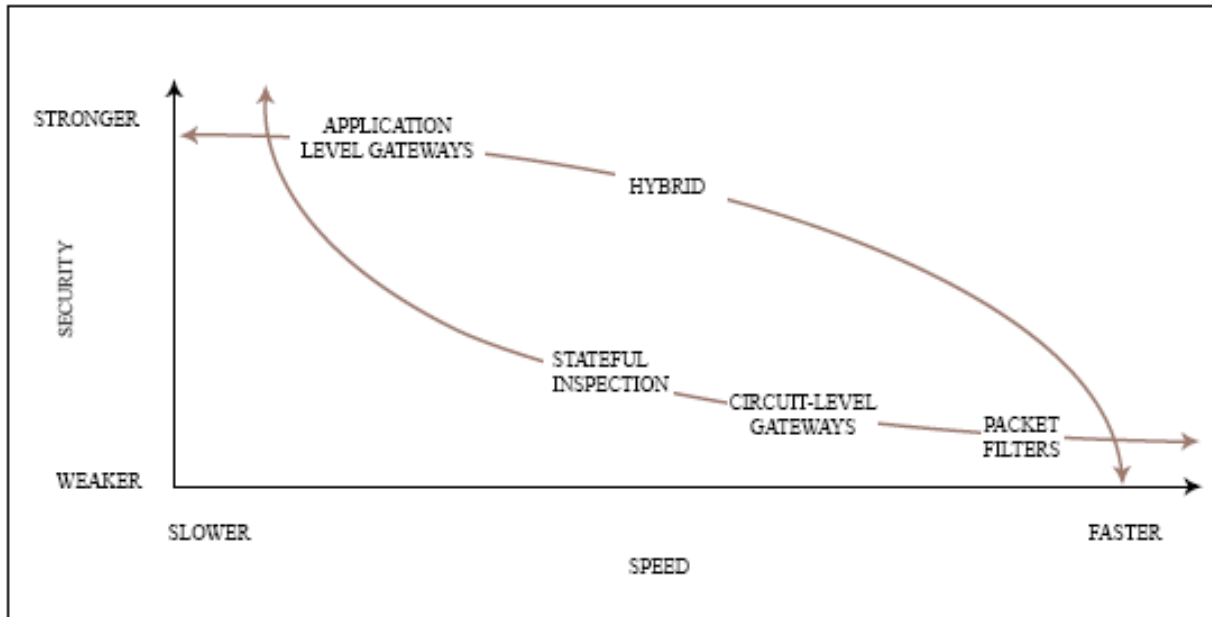 STRONGER
APPLICATION
LEVEL GATEWAYS
HYBRID
SECURITY
STATEFUL
INSPECTION
CIRCUIT-LEVEL
GATEWAYS
PACKET
FILTERS
WEAKER
SLOWER
FASTER
SPEED